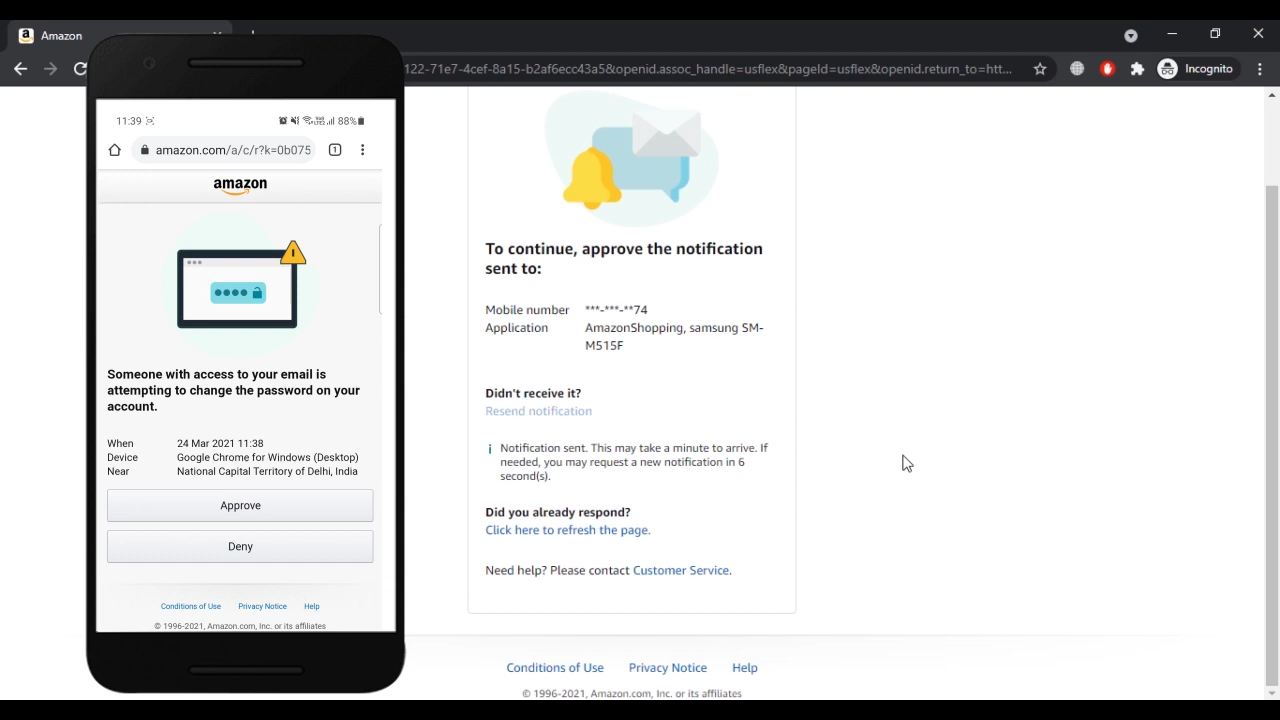 Amazon
122-71e7-4cef-8a15-b2af6ecc43a5&openid.assoc_handle=usflex&pageId=usflex&openid.return_to=htt...
Incognito
11:39
88%
amazon.com/a/c/r?k=0b075
1
amazon
Someone with access to your email is
attempting to change the password on your
account.
When 24 Mar 2021 11:38
Device Google Chrome for Windows (Desktop)
Near National Capital Territory of Delhi, India
Approve
Deny
Conditions of Use Privacy Notice Help
© 1996-2021, Amazon.com, Inc. or its affiliates
To continue, approve the notification
sent to:
Mobile number ***-***-**74
Application AmazonShopping, samsung SM-
M515F
Didn't receive it?
Resend notification
Notification sent. This may take a minute to arrive. If
needed, you may request a new notification in 6
second(s).
Did you already respond?
Click here to refresh the page.
Need help? Please contact Customer Service.
Conditions of Use Privacy Notice Help
© 1996-2021, Amazon.com, Inc. or its affiliates